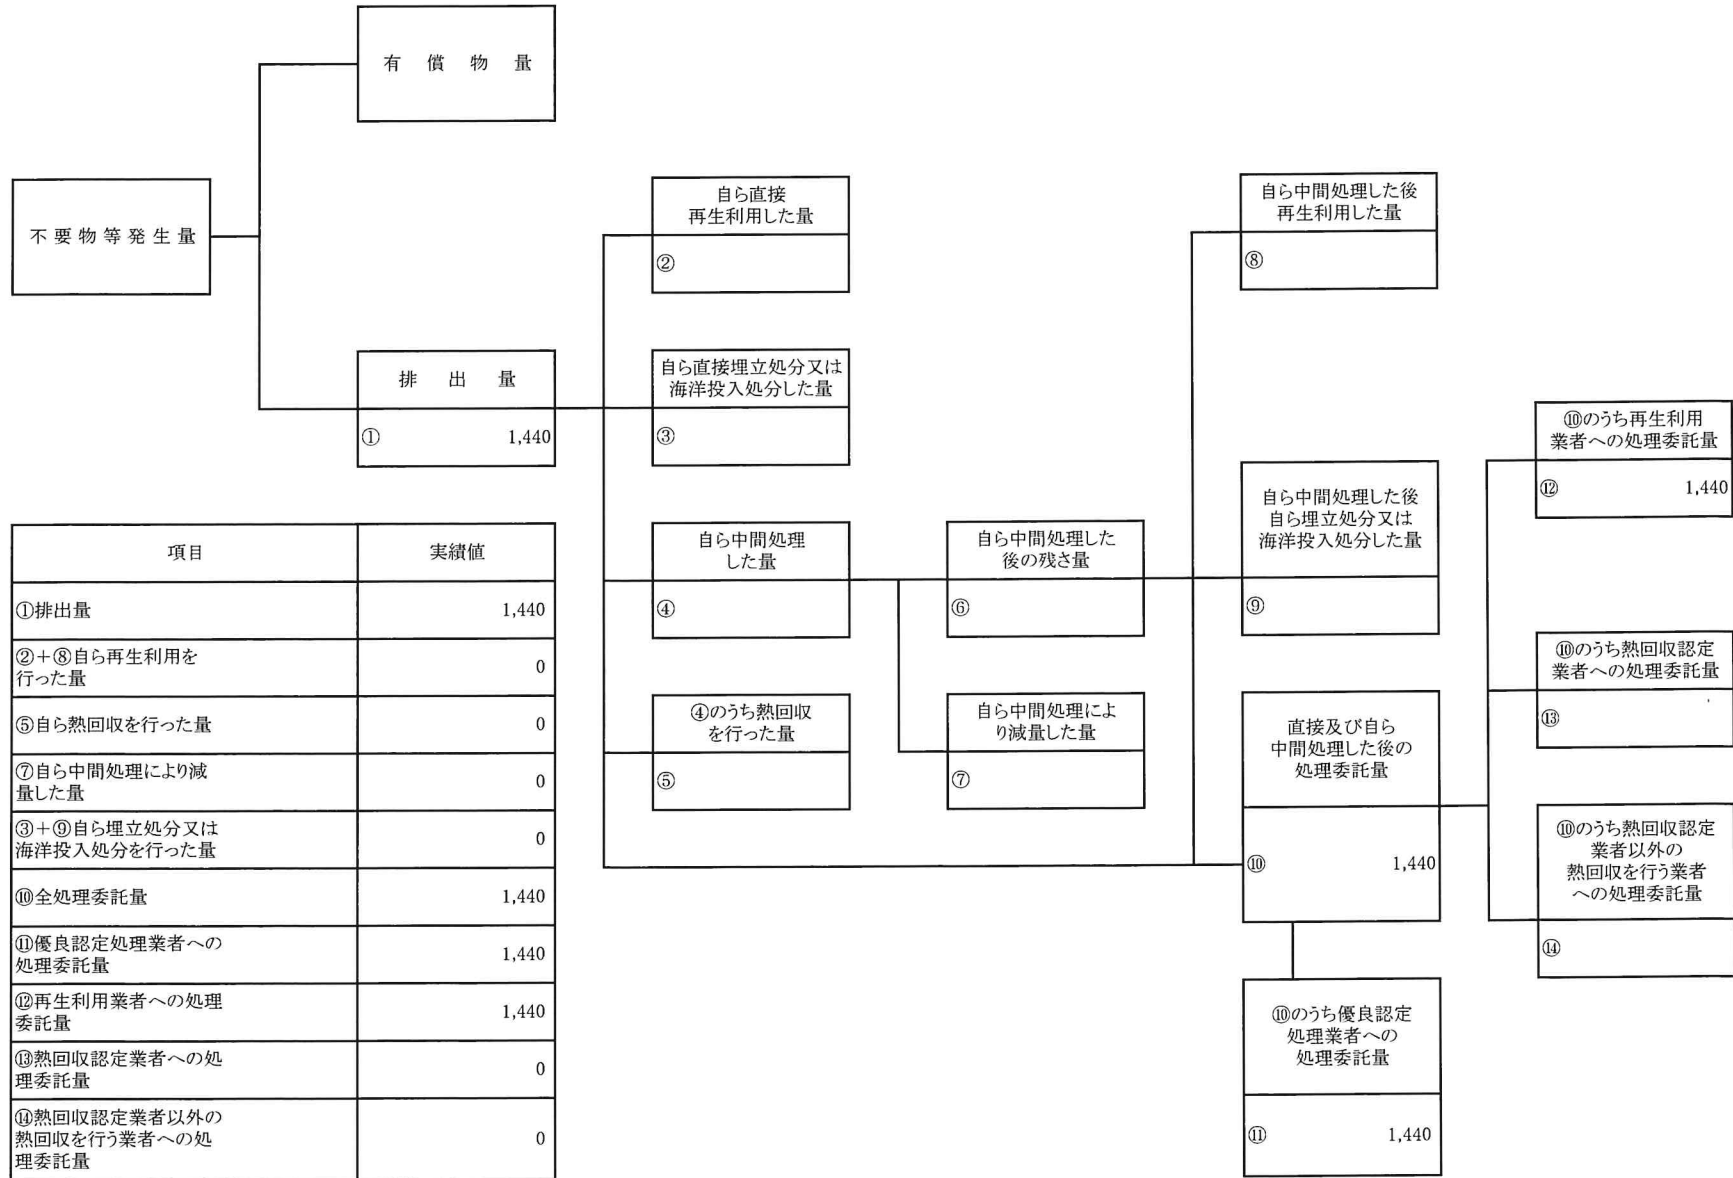 有償物量
不要物等発生量
排出量
① 1,440
自ら直接
再生利用した量
②
自ら直接埋立処分又は
海洋投入処分した量
③
自ら中間処理
した量
④
④のうち熱回収
を行った量
⑤
自ら中間処理した
後の残さ量
⑥
自ら中間処理によ
り減量した量
⑦
自ら中間処理した後
再生利用した量
⑧
自ら中間処理した後
自ら埋立処分又は
海洋投入処分した量
⑨
直接及び自ら
中間処理した後の
処理委託量
⑩ 1,440
⑩のうち優良認定
処理業者への
処理委託量
⑪ 1,440
⑩のうち再生利用
業者への処理委託量
⑫ 1,440
⑩のうち熱回収認定
業者への処理委託量
⑬
⑩のうち熱回収認定
業者以外の
熱回収を行う業者
への処理委託量
⑭
項目 実績値
①排出量 1,440
②＋⑧自ら再生利用を
行った量 0
⑤自ら熱回収を行った量 0
⑦自ら中間処理により減
量した量 0
③＋⑨自ら埋立処分又は
海洋投入処分を行った量 0
⑩全処理委託量 1,440
⑪優良認定処理業者への
処理委託量 1,440
⑫再生利用業者への処理
委託量 1,440
⑬熱回収認定業者への処
理委託量 0
⑭熱回収認定業者以外の
熱回収を行う業者への処
理委託量 0